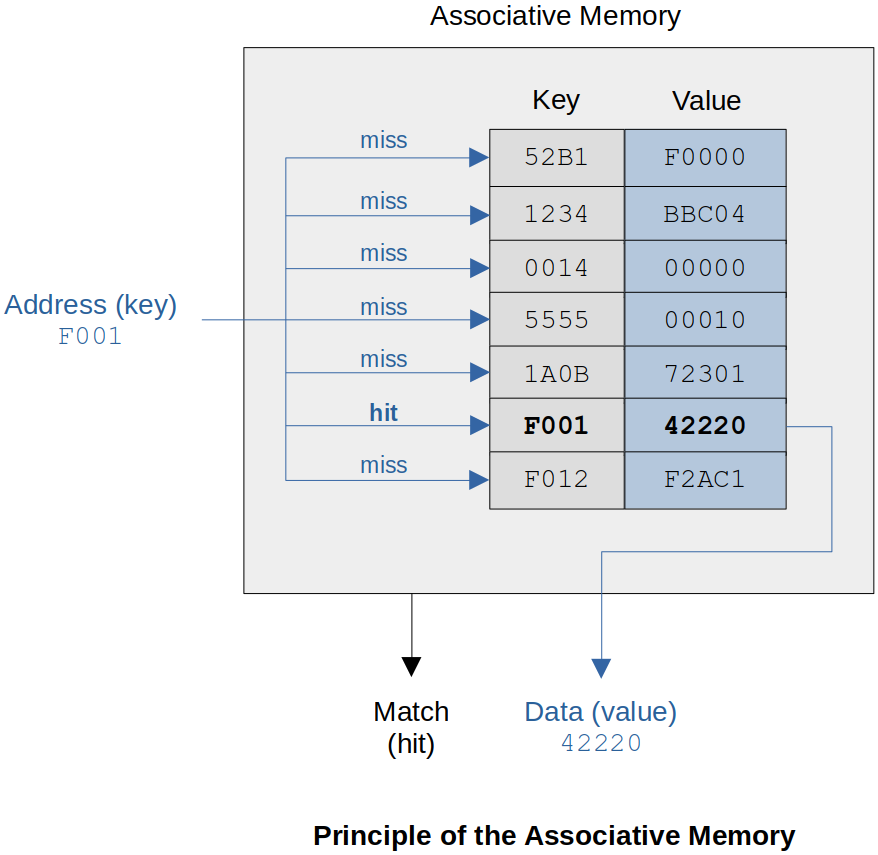 Associative Memory
Key Value
miss 52B1 F0000
miss 1234 BBC04
miss 0014 00000
Address (key)
F001
miss 5555 00010
miss 1A0B 72301
hit F001 42220
miss F012 F2AC1
Match
(hit)
Data (value)
42220
Principle of the Associative Memory